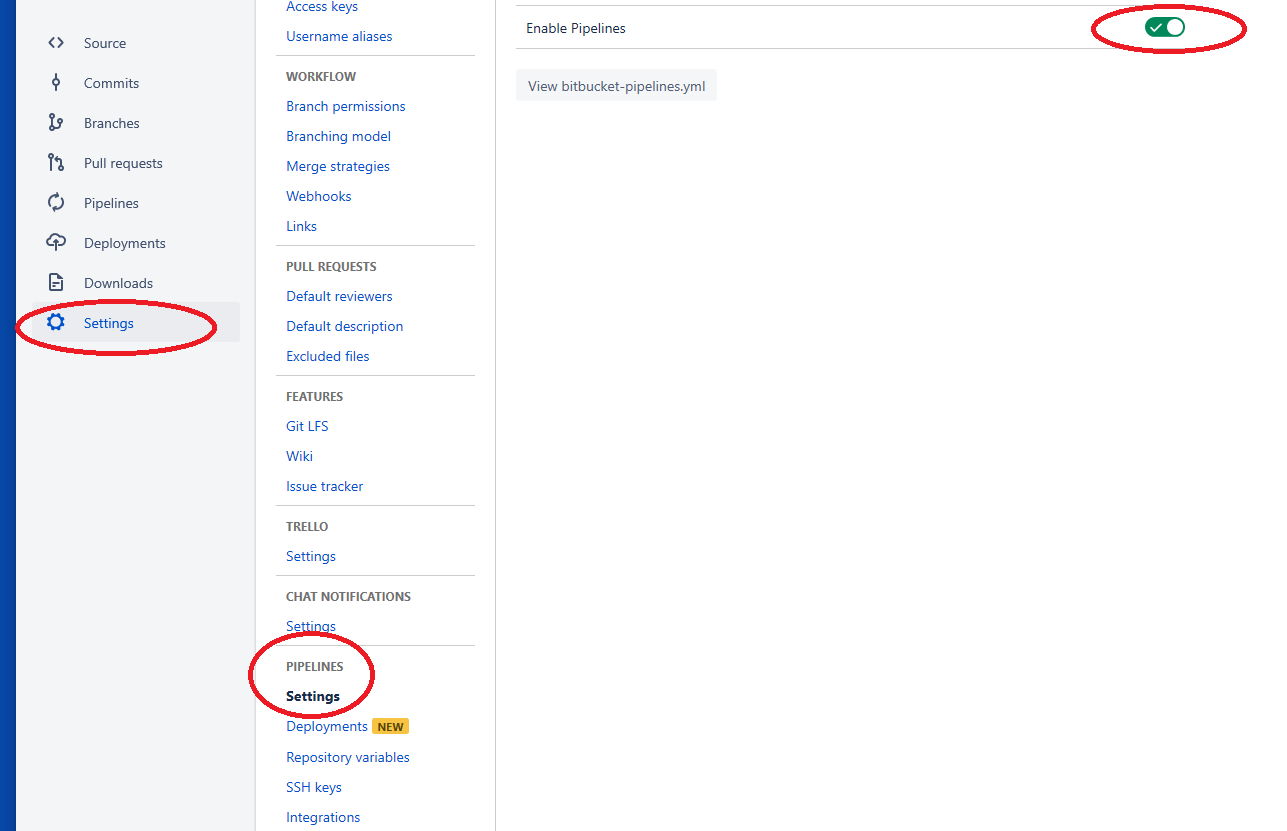 Source
Commits
Branches
Pull requests
Pipelines
Deployments
Downloads
Settings
Access keys
Username aliases
WORKFLOW
Branch permissions
Branching model
Merge strategies
Webhooks
Links
PULL REQUESTS
Default reviewers
Default description
Excluded files
FEATURES
Git LFS
Wiki
Issue tracker
TRELLO
Settings
CHAT NOTIFICATIONS
Settings
PIPELINES
Settings
Deployments NEW
Repository variables
SSH keys
Integrations
Enable Pipelines
View bitbucket-pipelines.yml